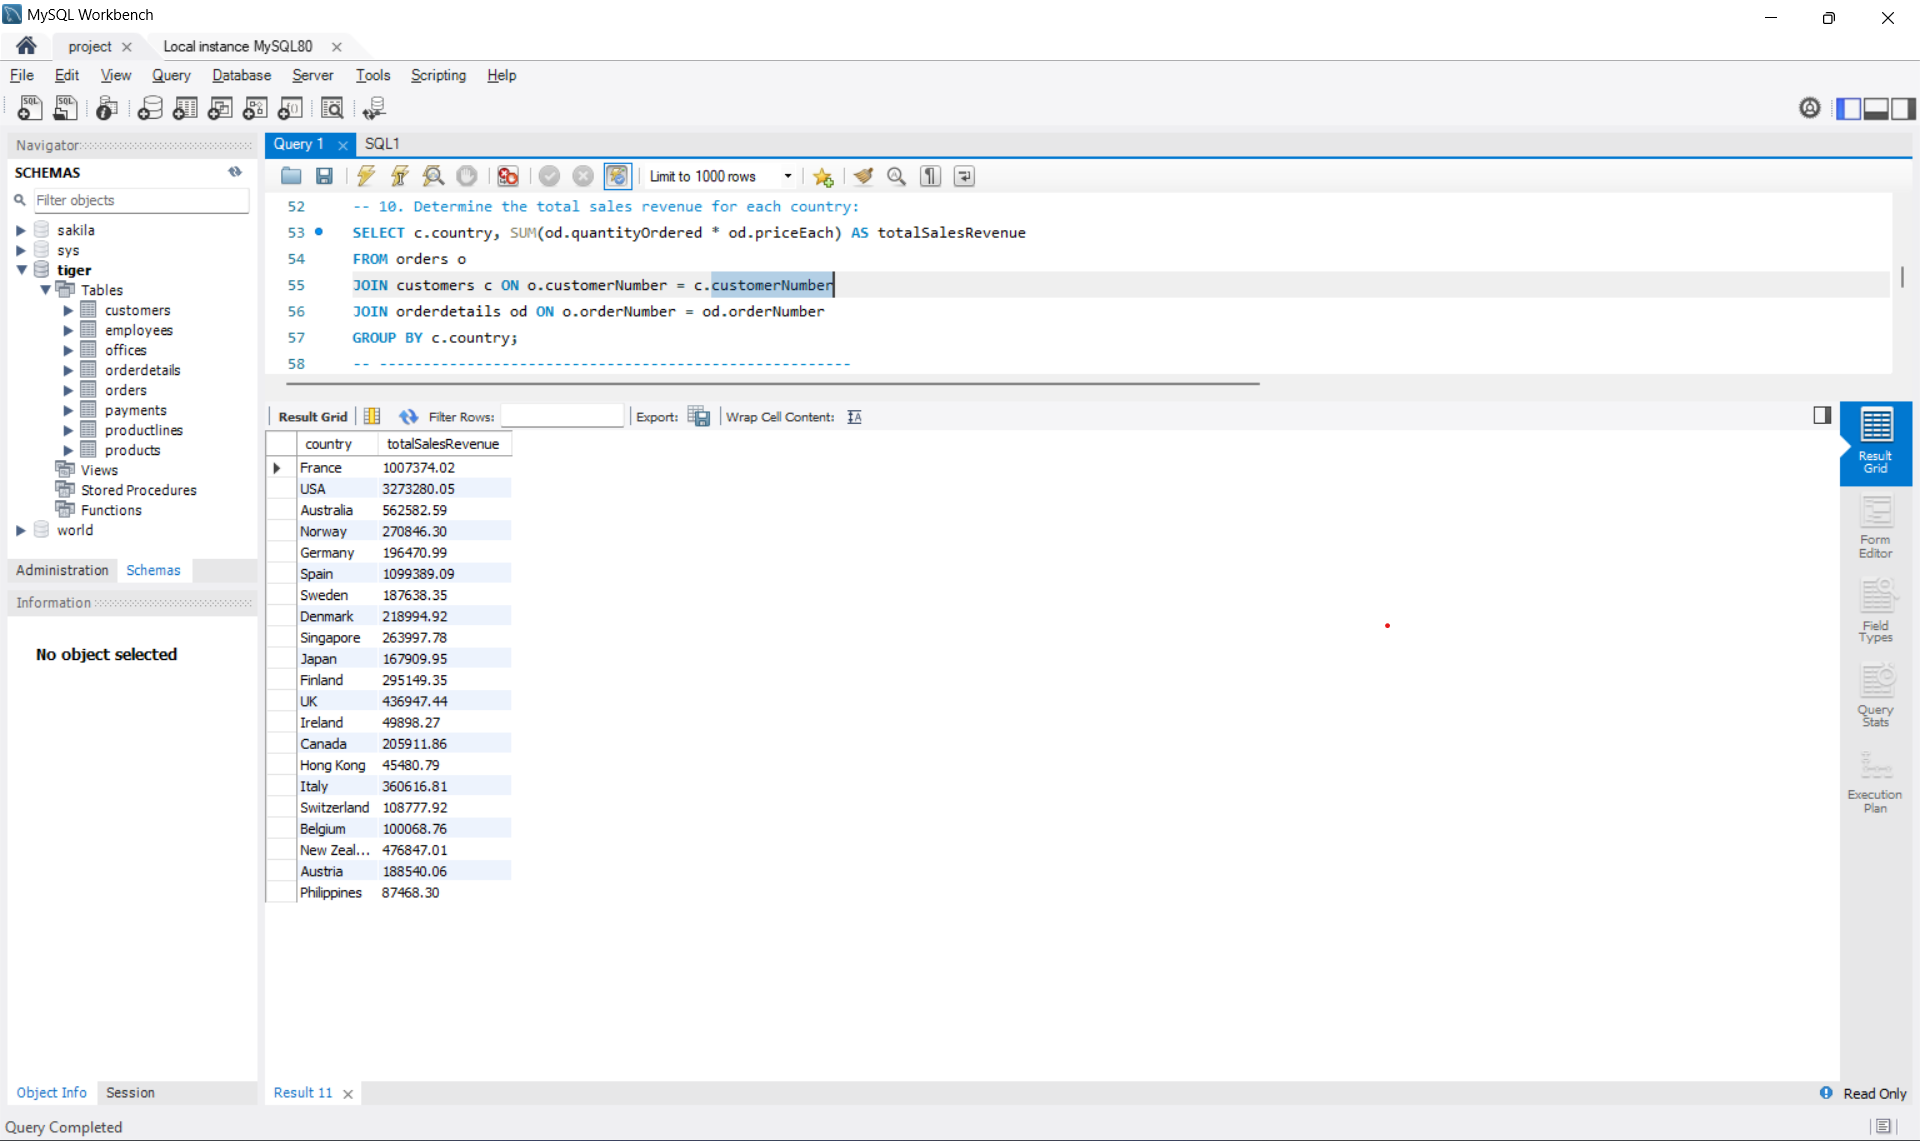 MySQL Workbench
project
Local instance MySQL80
File Edit View Query Database Server Tools Scripting Help
Navigator
SCHEMAS
Filter objects
sakila
sys
tiger
Tables
customers
employees
offices
orderdetails
orders
payments
productlines
products
Views
Stored Procedures
Functions
world
Administration Schemas
Information
No object selected
Object Info Session
Query Completed
Query 1 SQL1
Limit to 1000 rows
52 -- 10. Determine the total sales revenue for each country:
53 SELECT c.country, SUM(od.quantityOrdered * od.priceEach) AS totalSalesRevenue
54 FROM orders o
55 JOIN customers c ON o.customerNumber = c.customerNumber
56 JOIN orderdetails od ON o.orderNumber = od.orderNumber
57 GROUP BY c.country;
58 -- ------------------------------------------------------
Result Grid Filter Rows: Export: Wrap Cell Content:
country totalSalesRevenue
France 1007374.02
USA 3273280.05
Australia 562582.59
Norway 270846.30
Germany 196470.99
Spain 1099389.09
Sweden 187638.35
Denmark 218994.92
Singapore 263997.78
Japan 167909.95
Finland 295149.35
UK 436947.44
Ireland 49898.27
Canada 205911.86
Hong Kong 45480.79
Italy 360616.81
Switzerland 108777.92
Belgium 100068.76
New Zeal... 476847.01
Austria 188540.06
Philippines 87468.30
Result
Grid
Form
Editor
Field
Types
Query
Stats
Execution
Plan
Result 11
Read Only